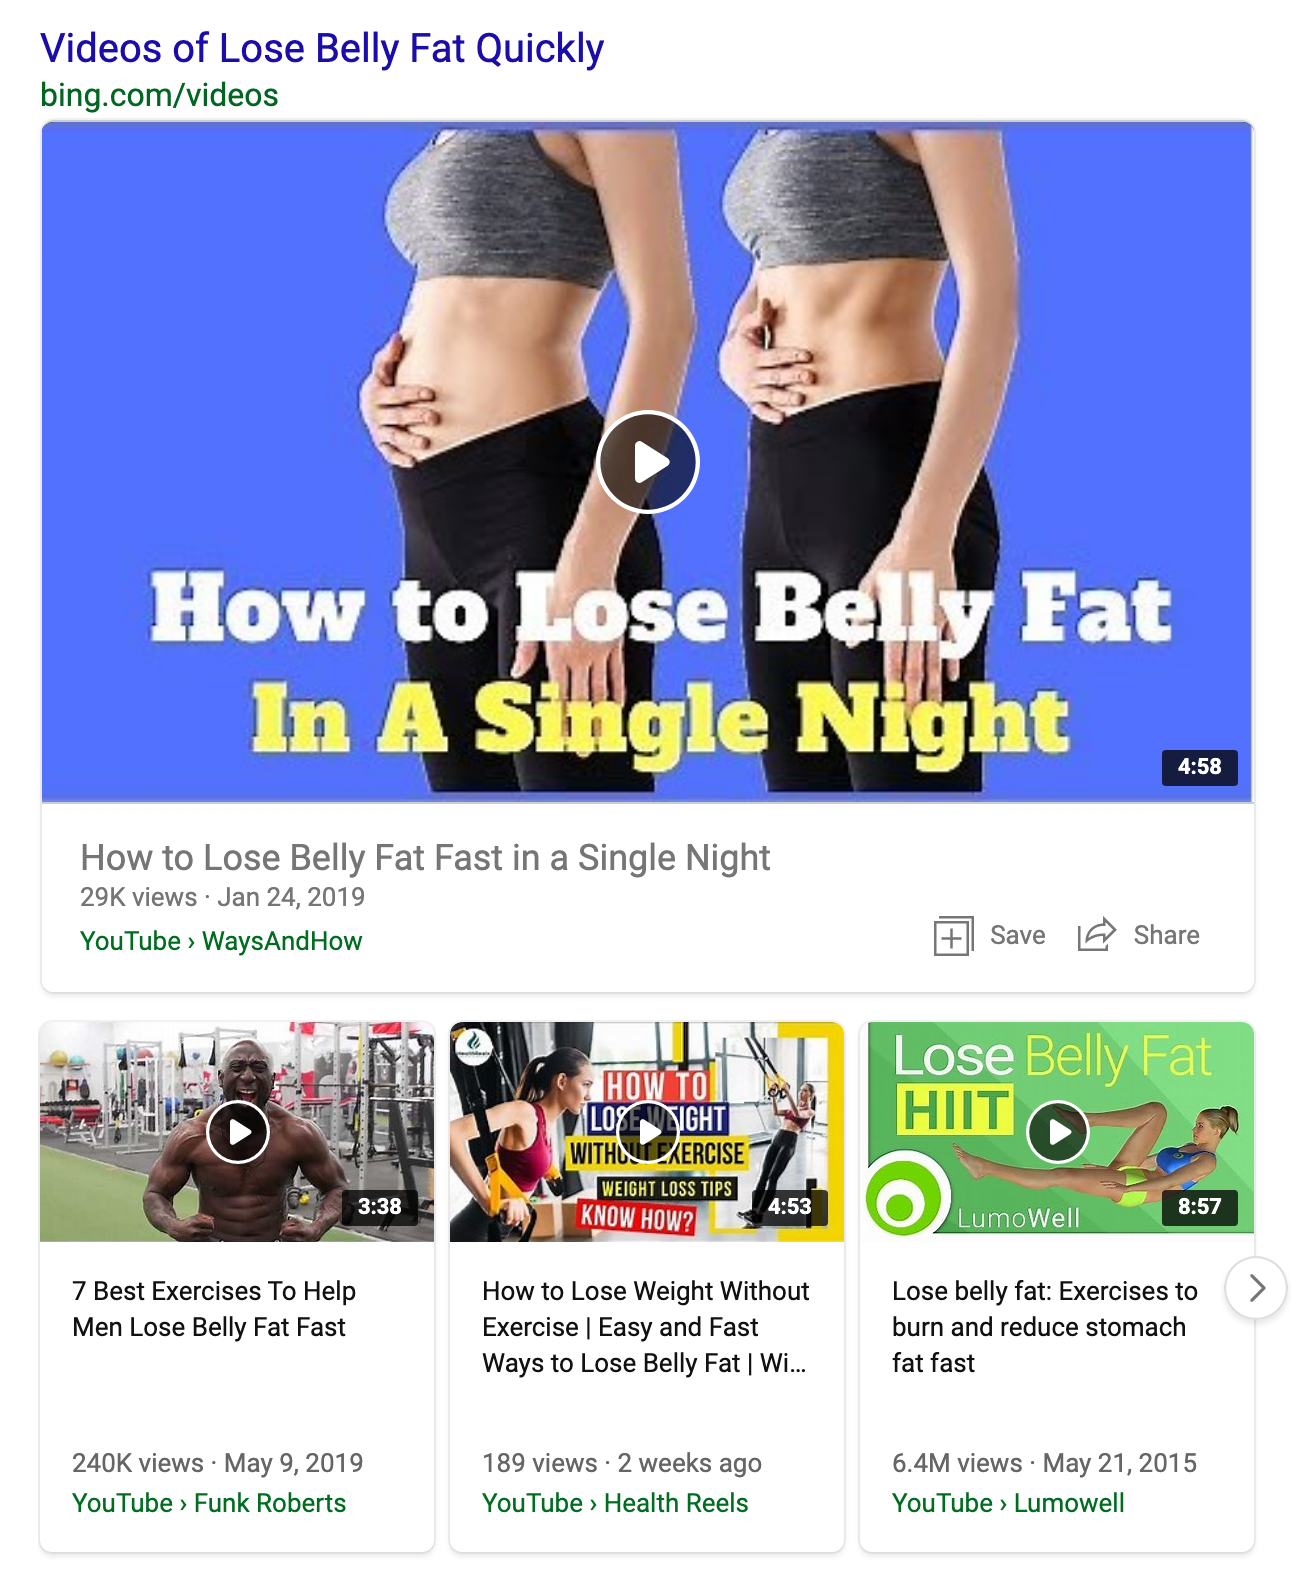 Videos of Lose Belly Fat Quickly
bing.com/videos
How to Lose Belly Fat
In A Single Night
4:58
How to Lose Belly Fat Fast in a Single Night
29K views · Jan 24, 2019
YouTube › WaysAndHow
Save
Share
3:38
7 Best Exercises To Help
Men Lose Belly Fat Fast
240K views · May 9, 2019
YouTube › Funk Roberts
HOW TO
LOSE WEIGHT
WITHOUT EXERCISE
WEIGHT LOSS TIPS
KNOW HOW?
4:53
How to Lose Weight Without
Exercise | Easy and Fast
Ways to Lose Belly Fat | Wi...
189 views · 2 weeks ago
YouTube › Health Reels
Lose Belly Fat
HIIT
LumoWell
8:57
Lose belly fat: Exercises to
burn and reduce stomach
fat fast
6.4M views · May 21, 2015
YouTube › Lumowell